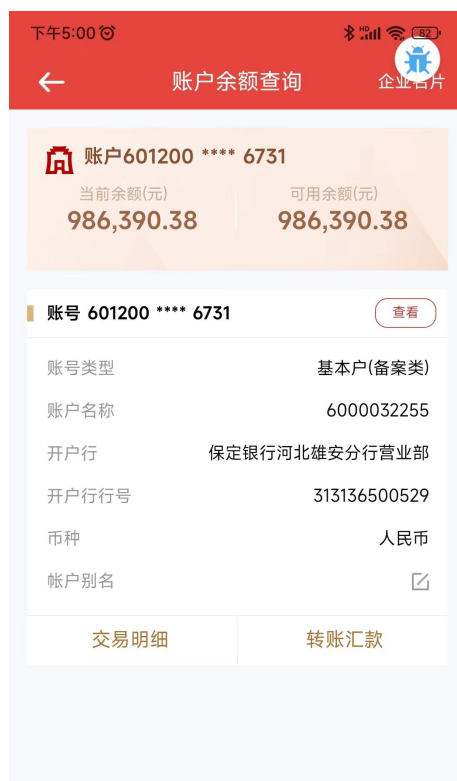 下午5:00
82
账户余额查询
账户601200 **** 6731
当前余额(元) 可用余额(元)
986,390.38 986,390.38
账号 601200 **** 6731 查看
账号类型 基本户(备案类)
账户名称 6000032255
开户行 保定银行河北雄安分行营业部
开户行行号 313136500529
币种 人民币
帐户别名
交易明细 转账汇款